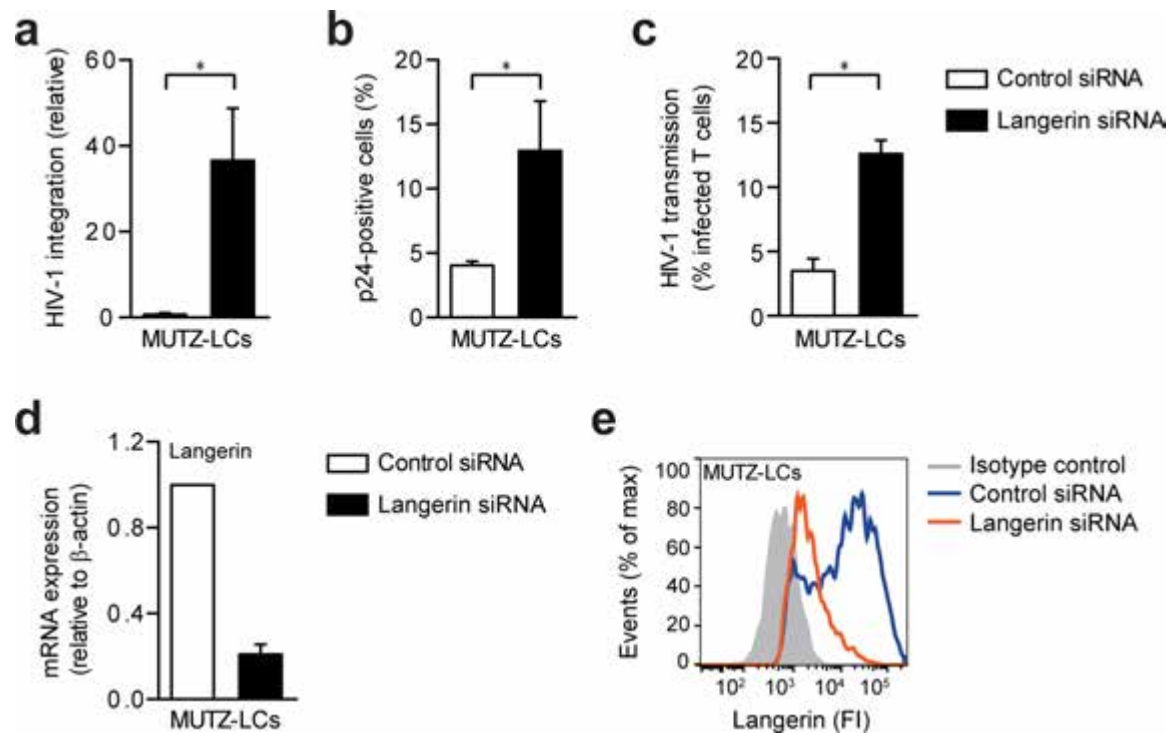 a
HIV-1 integration (relative)
60
40
20
0
*
MUTZ-LCs
b
p24-positive cells (%)
20
15
10
5
0
*
MUTZ-LCs
c
HIV-1 transmission
(% infected T cells)
20
15
10
5
0
*
MUTZ-LCs
Control siRNA
Langerin siRNA
d
mRNA expression
(relative to β-actin)
1.2
0.8
0.4
0.0
Langerin
MUTZ-LCs
Control siRNA
Langerin siRNA
e
Events (% of max)
100
80
60
40
20
0
MUTZ-LCs
10² 10³ 10⁴ 10⁵
Langerin (FI)
Isotype control
Control siRNA
Langerin siRNA